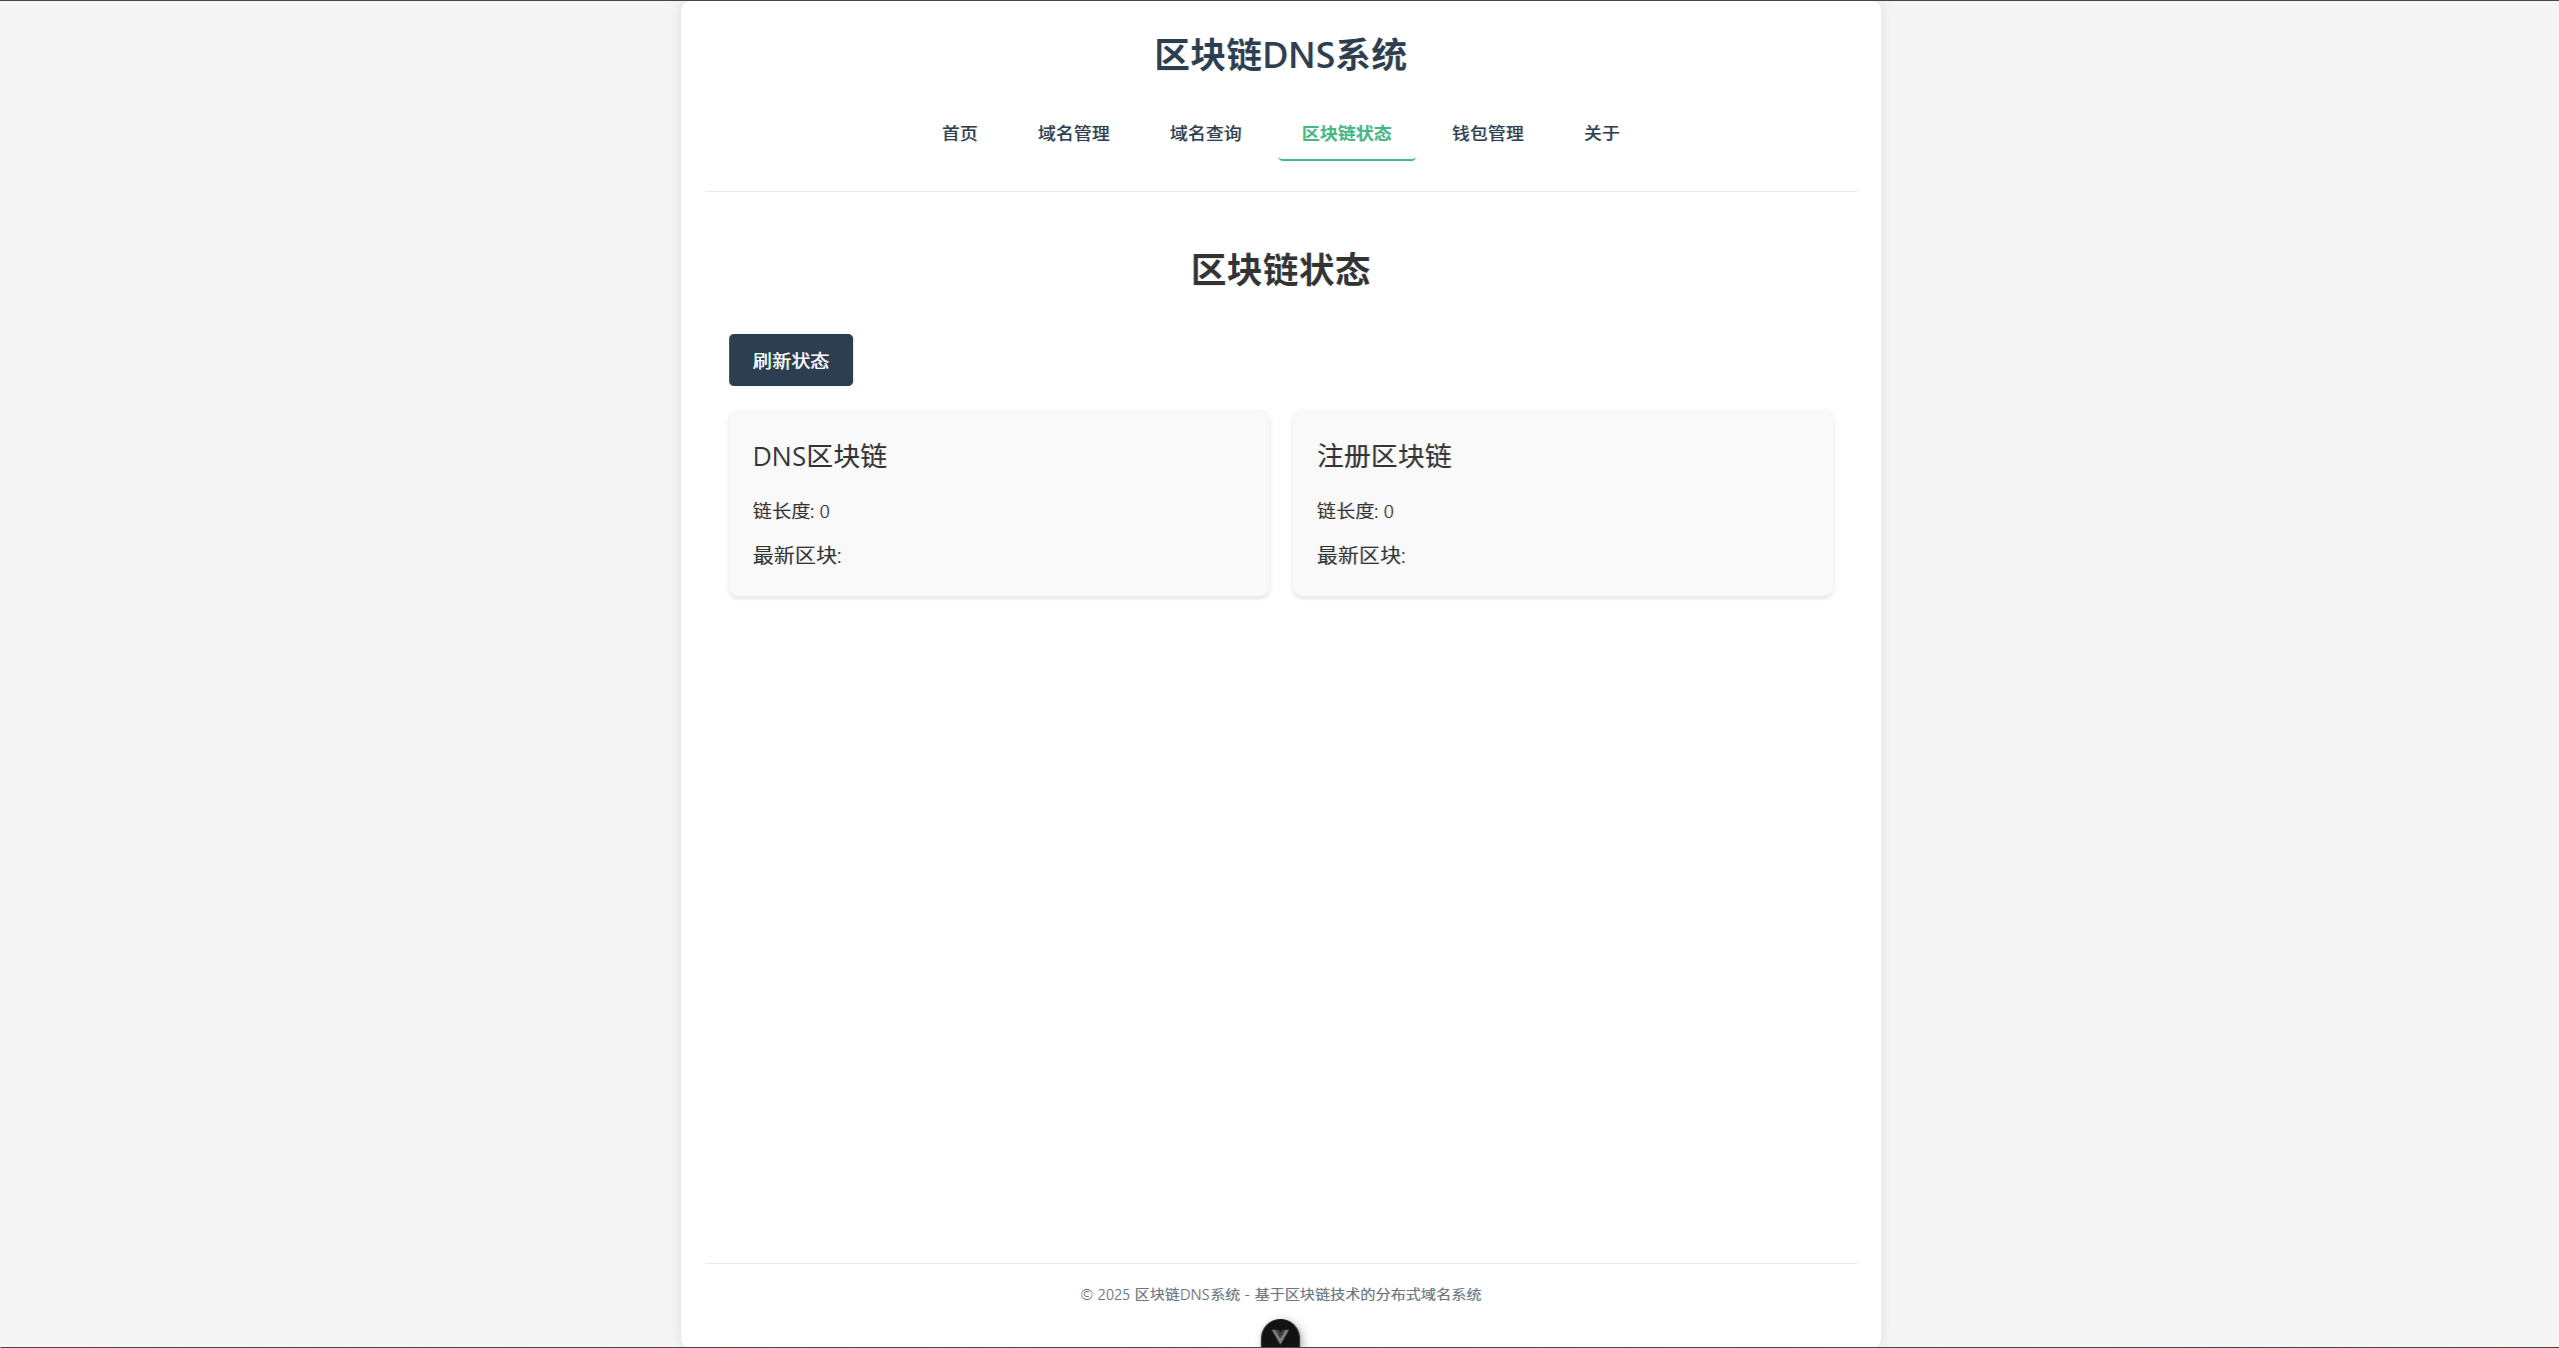 区块链DNS系统
首页 域名管理 域名查询 区块链状态 钱包管理 关于
区块链状态
刷新状态
DNS区块链
链长度: 0
最新区块:
注册区块链
链长度: 0
最新区块:
© 2025 区块链DNS系统 - 基于区块链技术的分布式域名系统